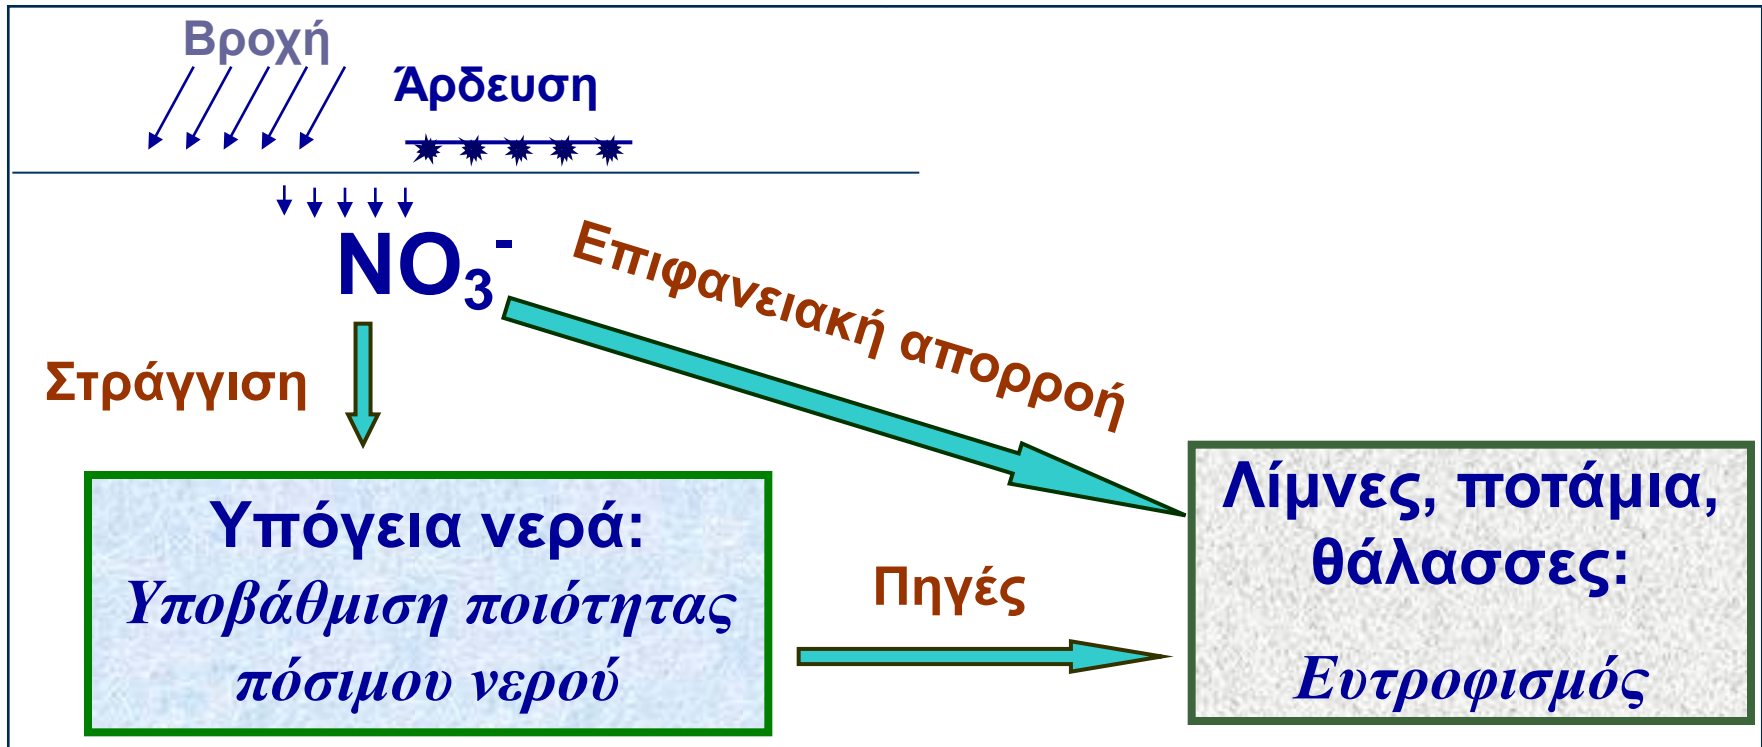 Βροχή
Άρδευση
NO₃⁻
Επιφανειακή απορροή
Στράγγιση
Υπόγεια νερά:
Υποβάθμιση ποιότητας
πόσιμου νερού
Πηγές
Λίμνες, ποτάμια,
θάλασσες:
Ευτροφισμός